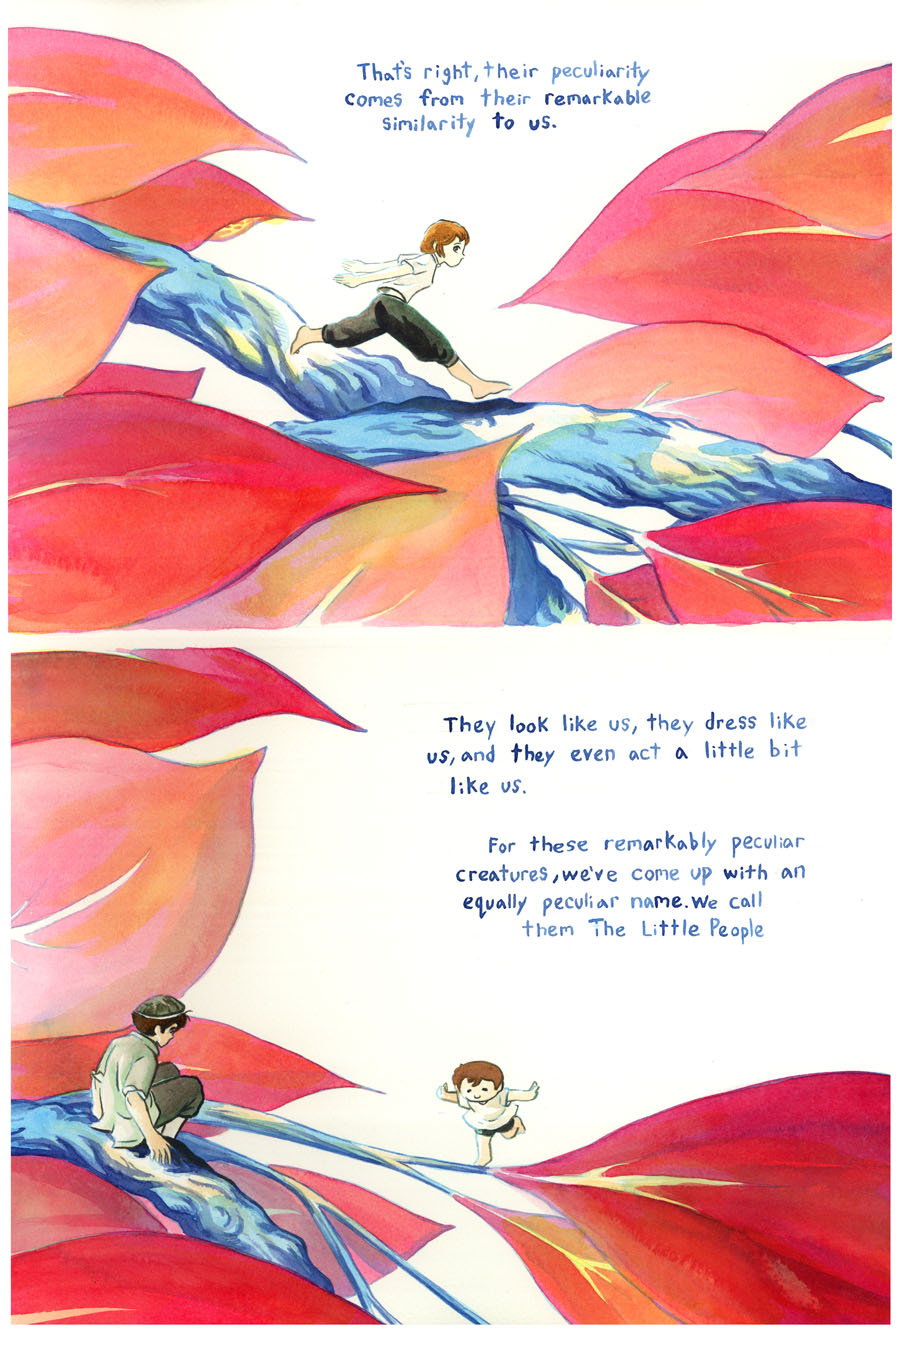 That's right, their peculiarity
comes from their remarkable
similarity to us.
They look like us, they dress like
us, and they even act a little bit
like us.
For these remarkably peculiar
creatures, we've come up with an
equally peculiar name. We call
them The Little People